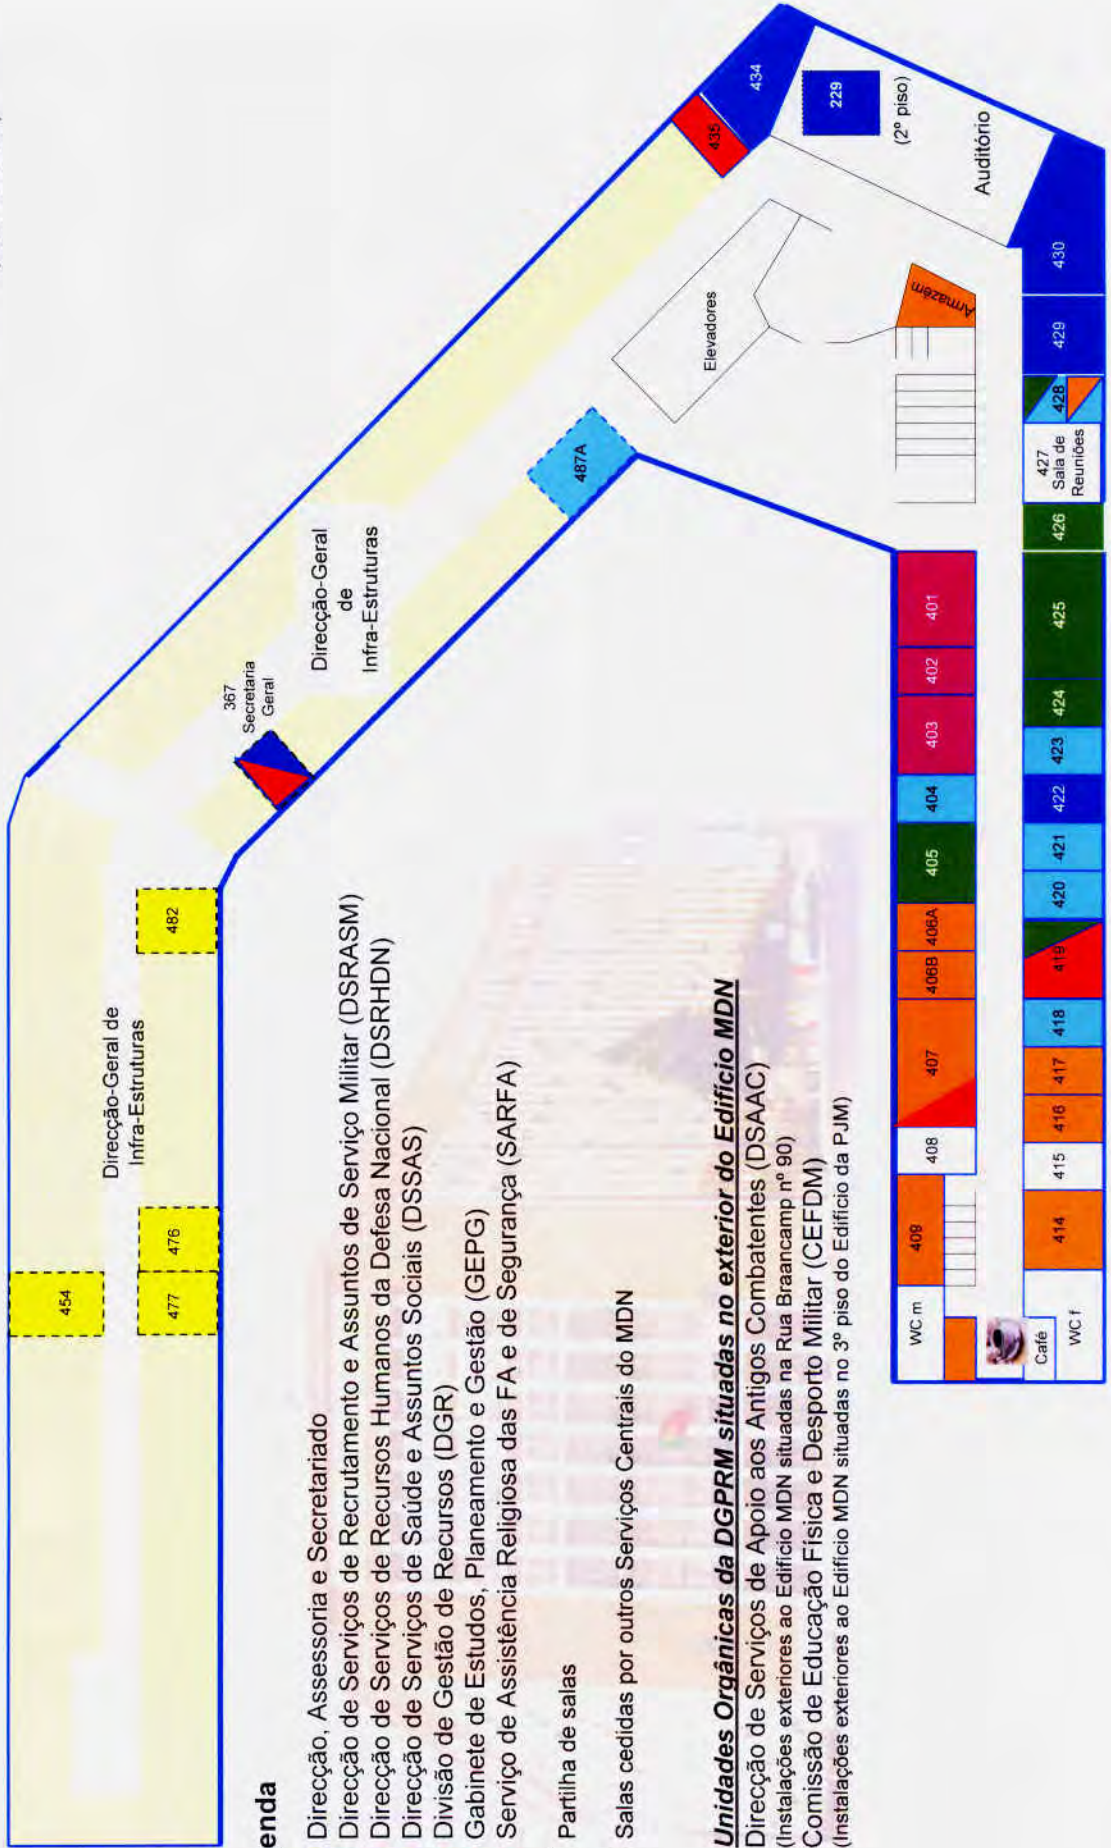 Direcção-Geral de
Infra-Estruturas
454
477
476
482
367
Secretaria
Geral
Direcção-Geral
de
Infra-Estruturas
487A
435
434
229
(2º piso)
Auditório
Elevadores
Armazém
enda
Direcção, Assessoria e Secretariado
Direcção de Serviços de Recrutamento e Assuntos de Serviço Militar (DSRASM)
Direcção de Serviços de Recursos Humanos da Defesa Nacional (DSRHDN)
Direcção de Serviços de Saúde e Assuntos Sociais (DSSAS)
Divisão de Gestão de Recursos (DGR)
Gabinete de Estudos, Planeamento e Gestão (GEPG)
Serviço de Assistência Religiosa das FA e de Segurança (SARFA)
Partilha de salas
Salas cedidas por outros Serviços Centrais do MDN
Unidades Orgânicas da DGPRM situadas no exterior do Edifício MDN
Direcção de Serviços de Apoio aos Antigos Combatentes (DSAAC)
(Instalações exteriores ao Edifício MDN situadas na Rua Braancamp nº 90)
Comissão de Educação Física e Desporto Militar (CEFDM)
(Instalações exteriores ao Edifício MDN situadas no 3º piso do Edifício da PJM)
WC m
409
408
407
406B
406A
405
404
403
402
401
Café
WC f
414
415
416
417
418
419
420
421
422
423
424
425
426
427
Sala de
Reuniões
428
429
430